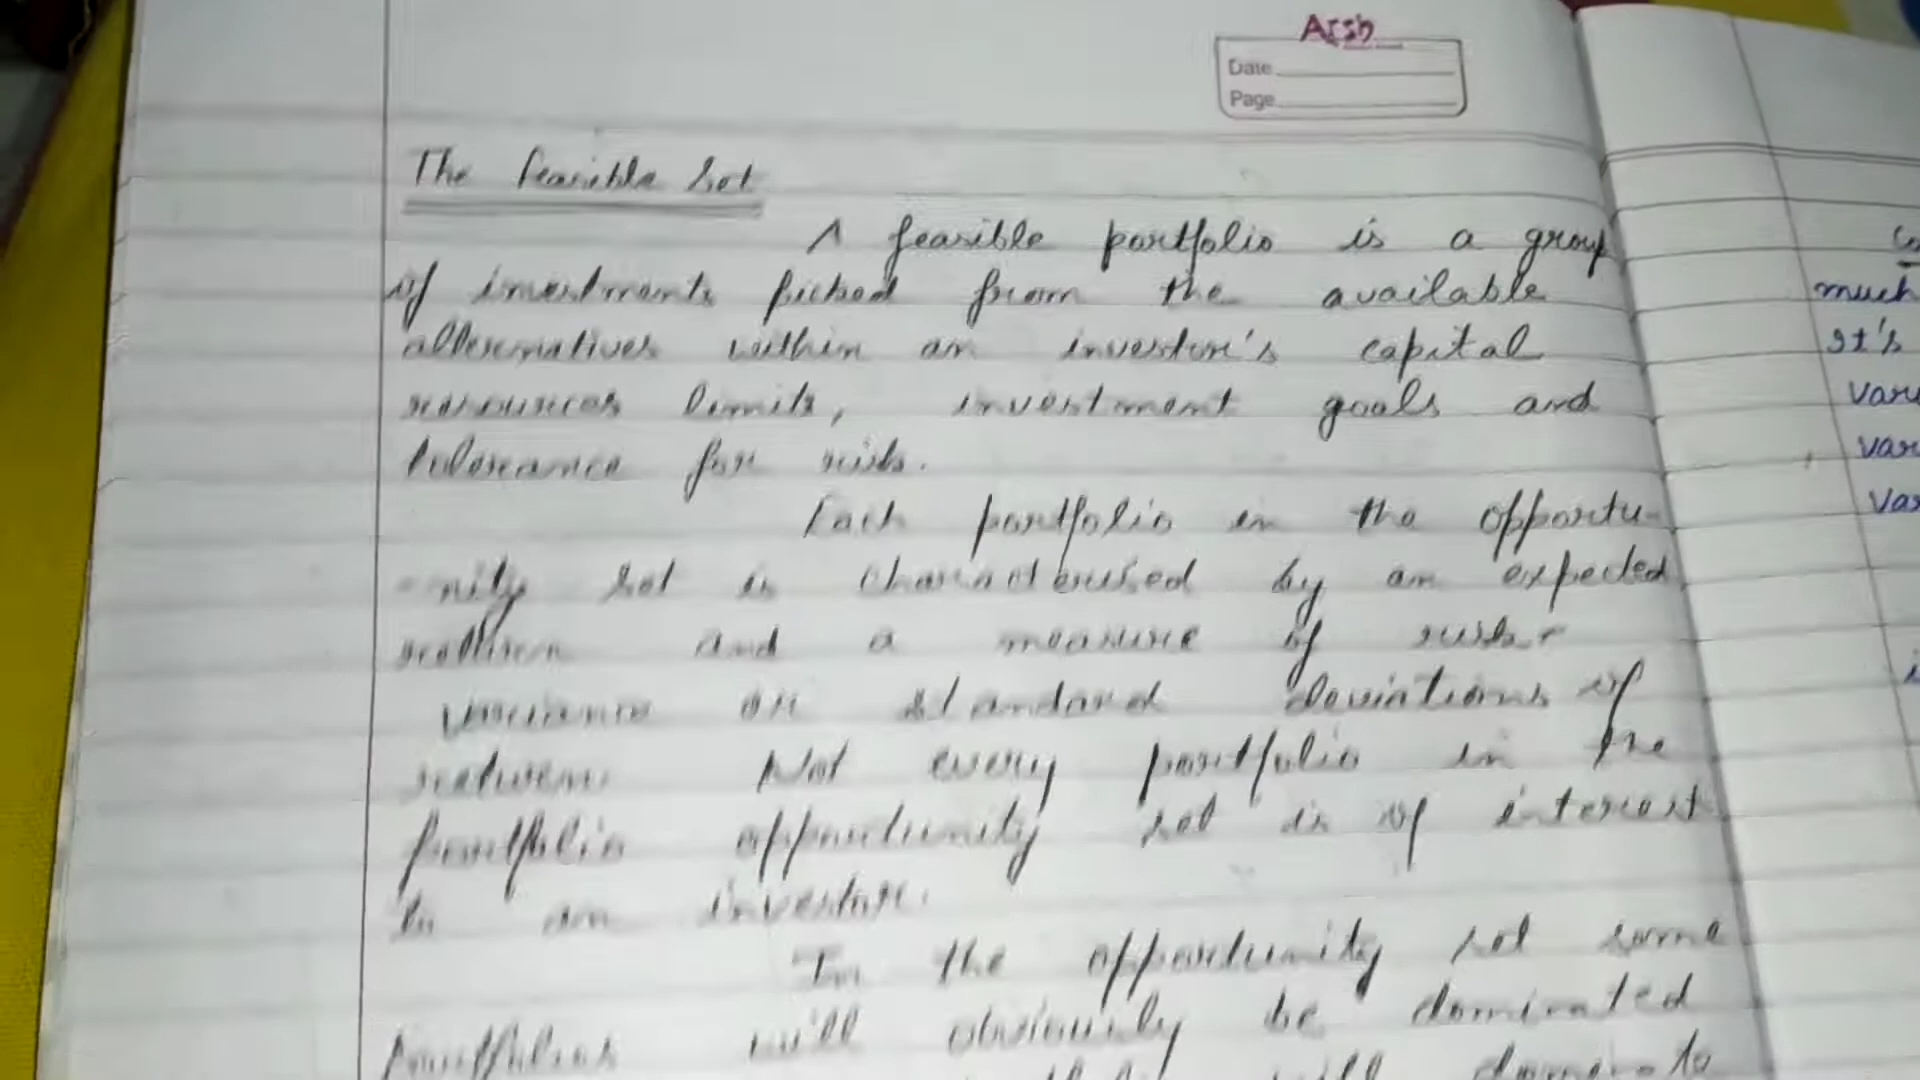 Arsh
Date
Page
The feasible set
A feasible portfolio is a group
of investments picked from the available
alternatives within an investor's capital
resources limits, investment goals and
tolerance for risk.
Each portfolio in the opportu-
-nity set is characterised by an expected
return and a measure of risk-
variance or standard deviations of
return. Not every portfolio in the
portfolio opportunity set is of interest
to an investor.
In the opportunity set some
portfolios will obviously be dominated
will
much
It's